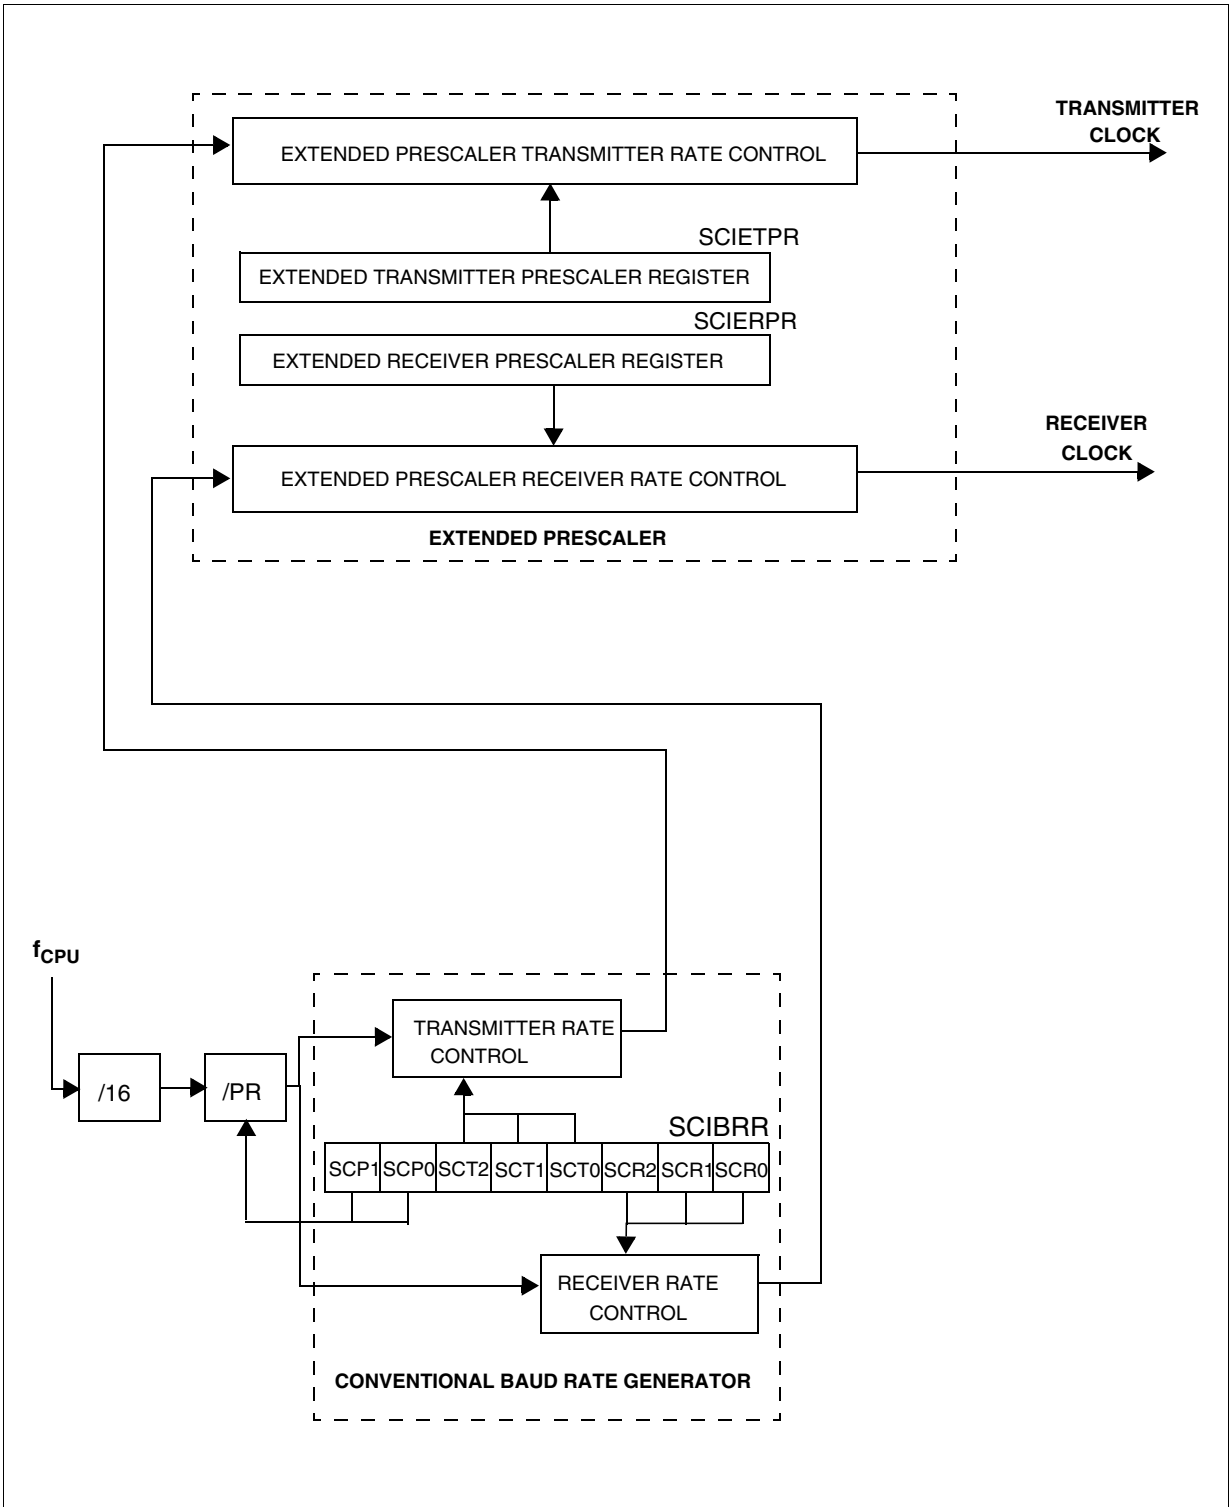 TRANSMITTER
CLOCK
EXTENDED PRESCALER TRANSMITTER RATE CONTROL
SCIETPR
EXTENDED TRANSMITTER PRESCALER REGISTER
SCIERPR
EXTENDED RECEIVER PRESCALER REGISTER
RECEIVER
CLOCK
EXTENDED PRESCALER RECEIVER RATE CONTROL
EXTENDED PRESCALER
fCPU
TRANSMITTER RATE
CONTROL
/16
/PR
SCIBRR
SCP1 SCP0 SCT2 SCT1 SCT0 SCR2 SCR1 SCR0
RECEIVER RATE
CONTROL
CONVENTIONAL BAUD RATE GENERATOR